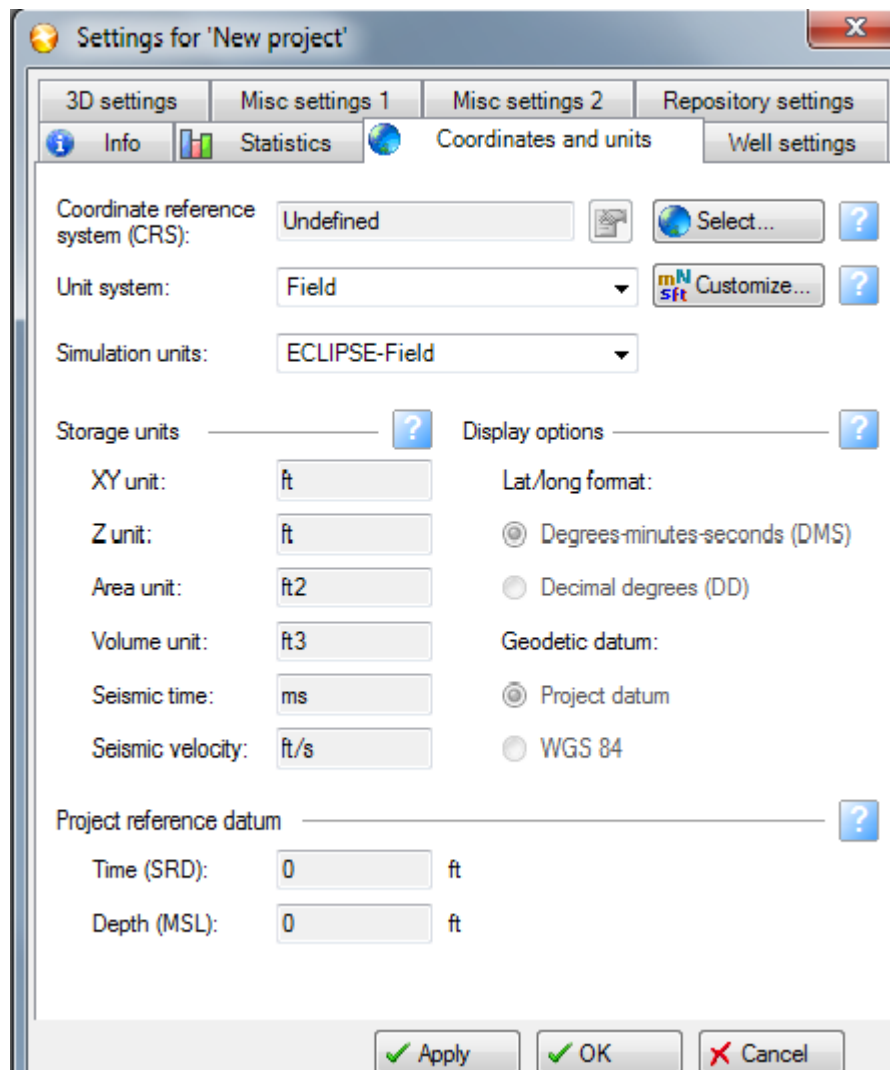 Settings for 'New project'
3D settings Misc settings 1 Misc settings 2 Repository settings
Info Statistics Coordinates and units Well settings
Coordinate reference
system (CRS): Undefined Select... ?
Unit system: Field mN sft Customize... ?
Simulation units: ECLIPSE-Field
Storage units ? Display options ?
XY unit: ft Lat/long format:
Z unit: ft Degrees-minutes-seconds (DMS)
Area unit: ft2 Decimal degrees (DD)
Volume unit: ft3 Geodetic datum:
Seismic time: ms Project datum
Seismic velocity: ft/s WGS 84
Project reference datum ?
Time (SRD): 0 ft
Depth (MSL): 0 ft
Apply OK Cancel